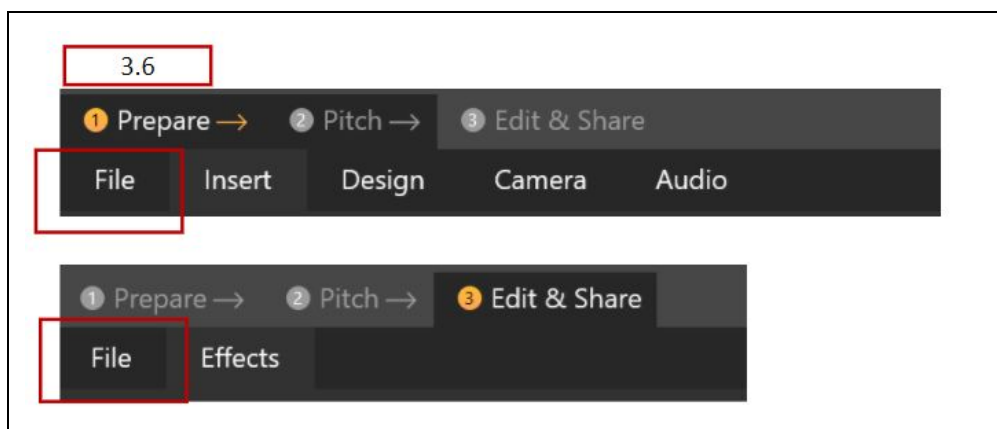 3.6
1 Prepare → 2 Pitch → 3 Edit & Share
File Insert Design Camera Audio
1 Prepare → 2 Pitch → 3 Edit & Share
File Effects